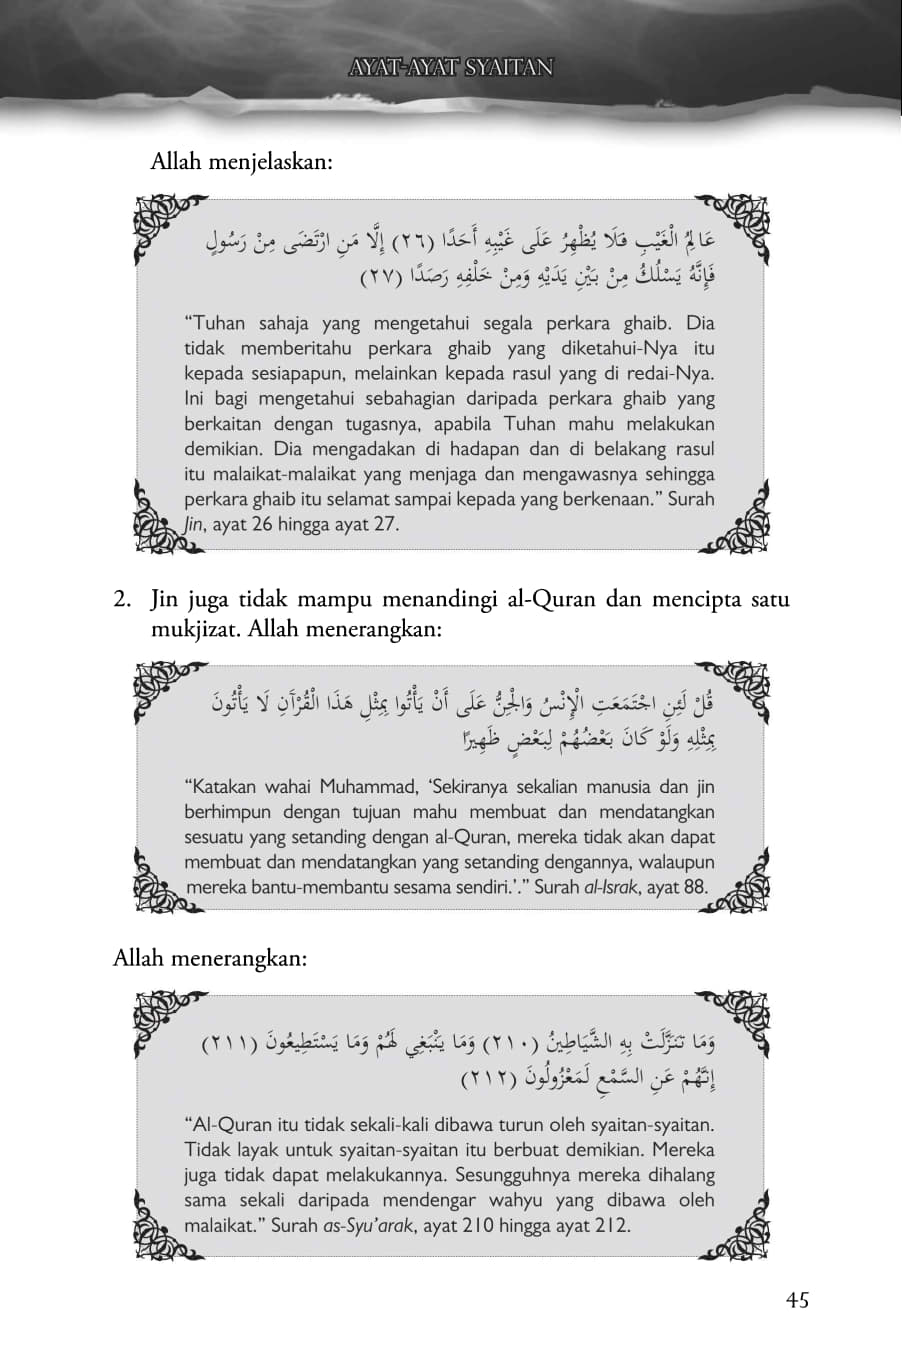 AYAT-AYAT SYAITAN
Allah menjelaskan:
عَالِمُ الْغَيْبِ فَلَا يُظْهِرُ عَلَى غَيْبِهِ أَحَدًا (٢٦) إِلَّا مَنِ ارْتَضَى مِنْ رَسُولٍ
فَإِنَّهُ يَسْلُكُ مِنْ بَيْنِ يَدَيْهِ وَمِنْ خَلْفِهِ رَصَدًا (٢٧)
“Tuhan sahaja yang mengetahui segala perkara ghaib. Dia
tidak memberitahu perkara ghaib yang diketahui-Nya itu
kepada sesiapapun, melainkan kepada rasul yang di redai-Nya.
Ini bagi mengetahui sebahagian daripada perkara ghaib yang
berkaitan dengan tugasnya, apabila Tuhan mahu melakukan
demikian. Dia mengadakan di hadapan dan di belakang rasul
itu malaikat-malaikat yang menjaga dan mengawasnya sehingga
perkara ghaib itu selamat sampai kepada yang berkenaan.” Surah
Jin, ayat 26 hingga ayat 27.
2. Jin juga tidak mampu menandingi al-Quran dan mencipta satu
mukjizat. Allah menerangkan:
قُلْ لَئِنِ اجْتَمَعَتِ الْإِنْسُ وَالْجِنُّ عَلَى أَنْ يَأْتُوا بِمِثْلِ هَذَا الْقُرْآنِ لَا يَأْتُونَ
بِمِثْلِهِ وَلَوْ كَانَ بَعْضُهُمْ لِبَعْضٍ ظَهِيرًا
“Katakan wahai Muhammad, ‘Sekiranya sekalian manusia dan jin
berhimpun dengan tujuan mahu membuat dan mendatangkan
sesuatu yang setanding dengan al-Quran, mereka tidak akan dapat
membuat dan mendatangkan yang setanding dengannya, walaupun
mereka bantu-membantu sesama sendiri.’.” Surah al-Israk, ayat 88.
Allah menerangkan:
وَمَا تَنَزَّلَتْ بِهِ الشَّيَاطِينُ (٢١٠) وَمَا يَنْبَغِي لَهُمْ وَمَا يَسْتَطِيعُونَ (٢١١)
إِنَّهُمْ عَنِ السَّمْعِ لَمَعْزُولُونَ (٢١٢)
“Al-Quran itu tidak sekali-kali dibawa turun oleh syaitan-syaitan.
Tidak layak untuk syaitan-syaitan itu berbuat demikian. Mereka
juga tidak dapat melakukannya. Sesungguhnya mereka dihalang
sama sekali daripada mendengar wahyu yang dibawa oleh
malaikat.” Surah as-Syu’arak, ayat 210 hingga ayat 212.
45